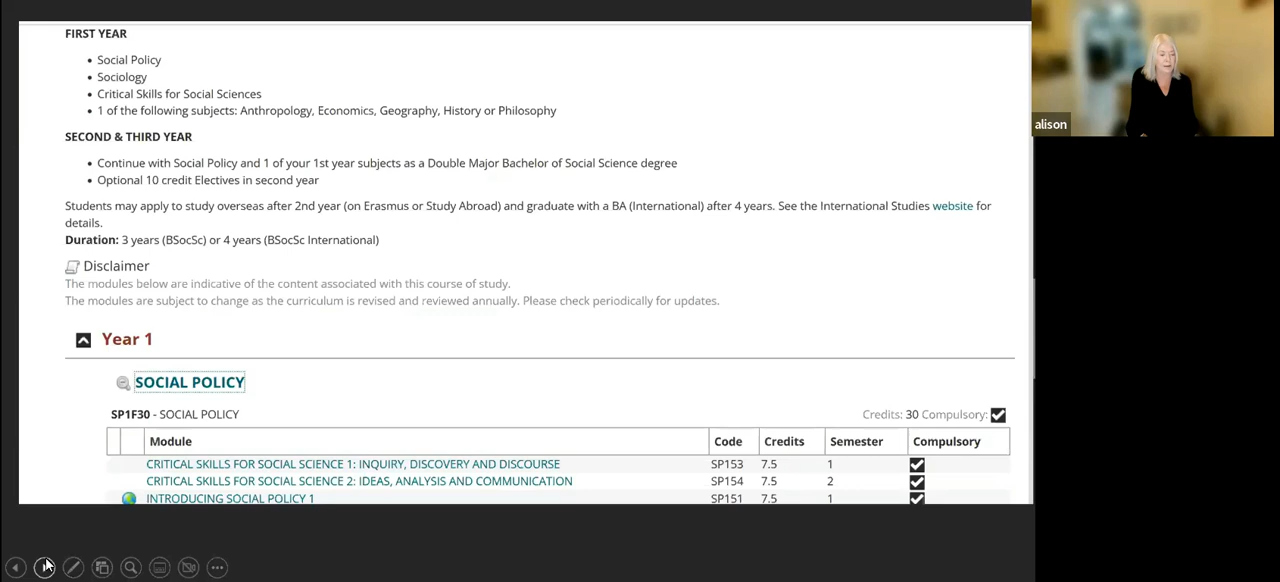 FIRST YEAR
• Social Policy
• Sociology
• Critical Skills for Social Sciences
• 1 of the following subjects: Anthropology, Economics, Geography, History or Philosophy
SECOND & THIRD YEAR
• Continue with Social Policy and 1 of your 1st year subjects as a Double Major Bachelor of Social Science degree
• Optional 10 credit Electives in second year
Students may apply to study overseas after 2nd year (on Erasmus or Study Abroad) and graduate with a BA (International) after 4 years. See the International Studies website for
details.
Duration: 3 years (BSocSc) or 4 years (BSocSc International)
Disclaimer
The modules below are indicative of the content associated with this course of study.
The modules are subject to change as the curriculum is revised and reviewed annually. Please check periodically for updates.
Year 1
SOCIAL POLICY
SP1F30 - SOCIAL POLICY Credits: 30 Compulsory:
Module Code Credits Semester Compulsory
CRITICAL SKILLS FOR SOCIAL SCIENCE 1: INQUIRY, DISCOVERY AND DISCOURSE SP153 7.5 1
CRITICAL SKILLS FOR SOCIAL SCIENCE 2: IDEAS, ANALYSIS AND COMMUNICATION SP154 7.5 2
INTRODUCING SOCIAL POLICY 1 SP151 7.5 1
alison